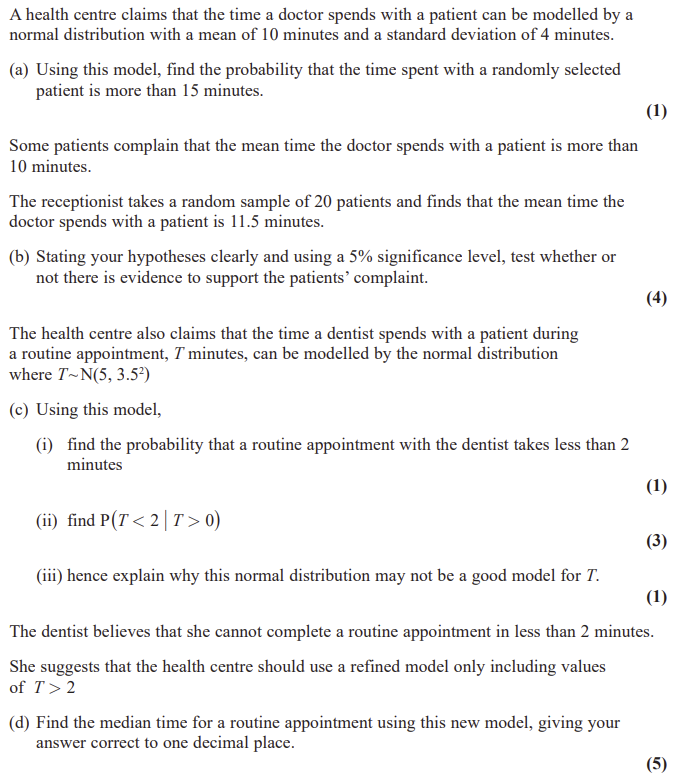 A health centre claims that the time a doctor spends with a patient can be modelled by a
normal distribution with a mean of 10 minutes and a standard deviation of 4 minutes.
(a) Using this model, find the probability that the time spent with a randomly selected
patient is more than 15 minutes.
(1)
Some patients complain that the mean time the doctor spends with a patient is more than
10 minutes.
The receptionist takes a random sample of 20 patients and finds that the mean time the
doctor spends with a patient is 11.5 minutes.
(b) Stating your hypotheses clearly and using a 5% significance level, test whether or
not there is evidence to support the patients’ complaint.
(4)
The health centre also claims that the time a dentist spends with a patient during
a routine appointment, T minutes, can be modelled by the normal distribution
where T~N(5, 3.5²)
(c) Using this model,
(i) find the probability that a routine appointment with the dentist takes less than 2
minutes
(1)
(ii) find P(T < 2 | T > 0)
(3)
(iii) hence explain why this normal distribution may not be a good model for T.
(1)
The dentist believes that she cannot complete a routine appointment in less than 2 minutes.
She suggests that the health centre should use a refined model only including values
of T > 2
(d) Find the median time for a routine appointment using this new model, giving your
answer correct to one decimal place.
(5)